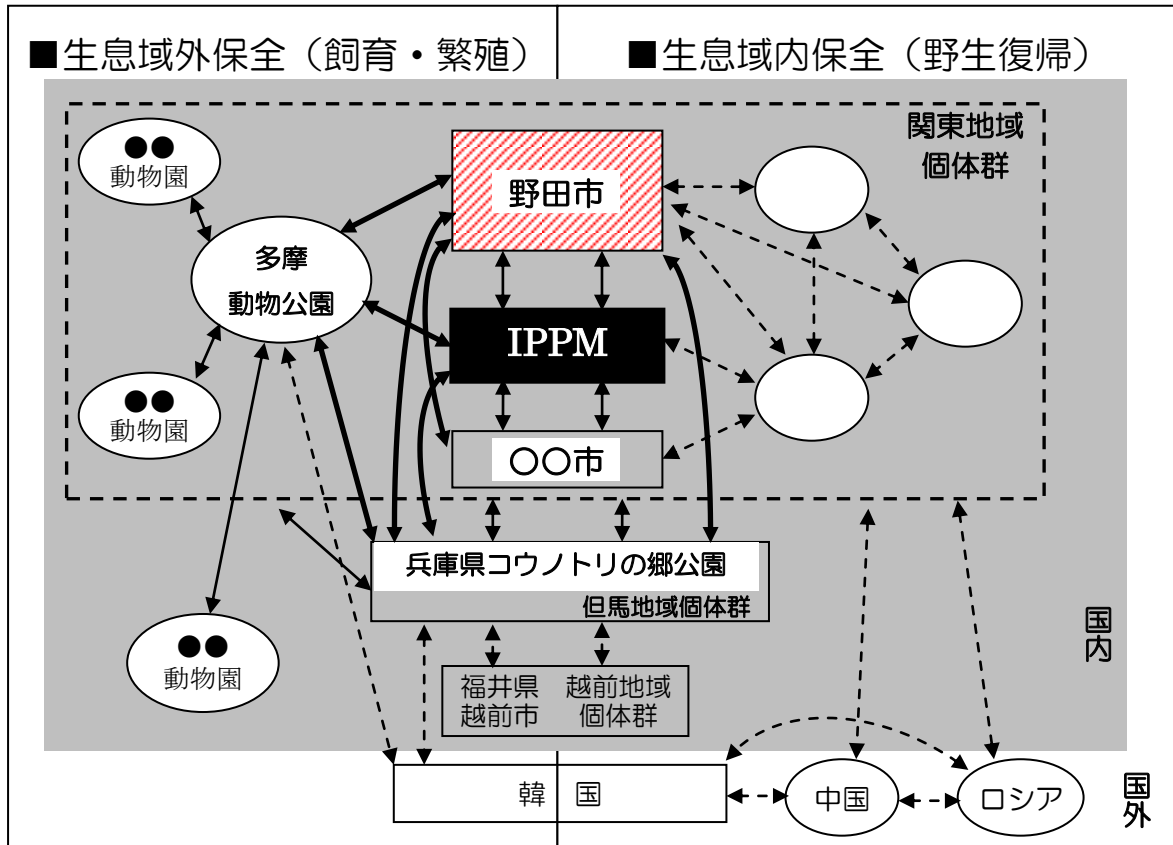 ■生息域外保全（飼育・繁殖）
■生息域内保全（野生復帰）
関東地域
個体群
●●
動物園
野田市
多摩
動物公園
IPPM
●●
動物園
〇〇市
兵庫県コウノトリの郷公園
但馬地域個体群
●●
動物園
福井県
越前市
越前地域
個体群
国内
韓国
中国
ロシア
国外